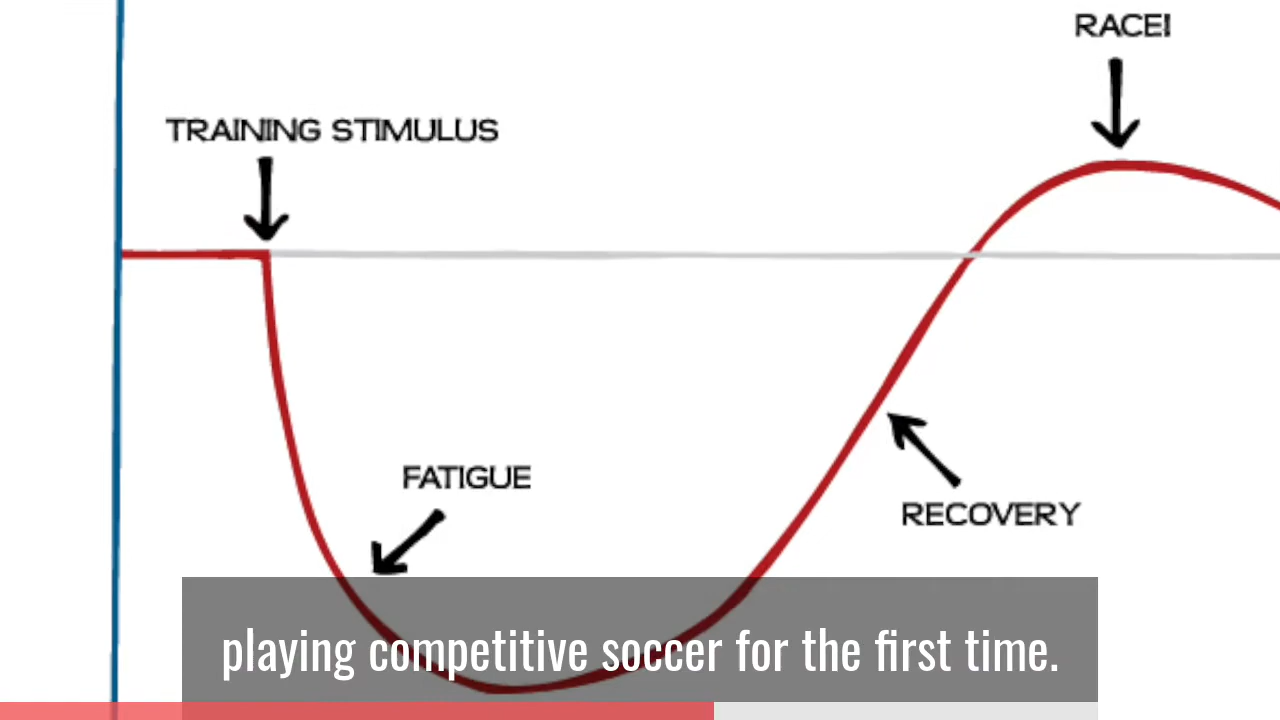 RACE!
TRAINING STIMULUS
FATIGUE
RECOVERY
playing competitive soccer for the first time.